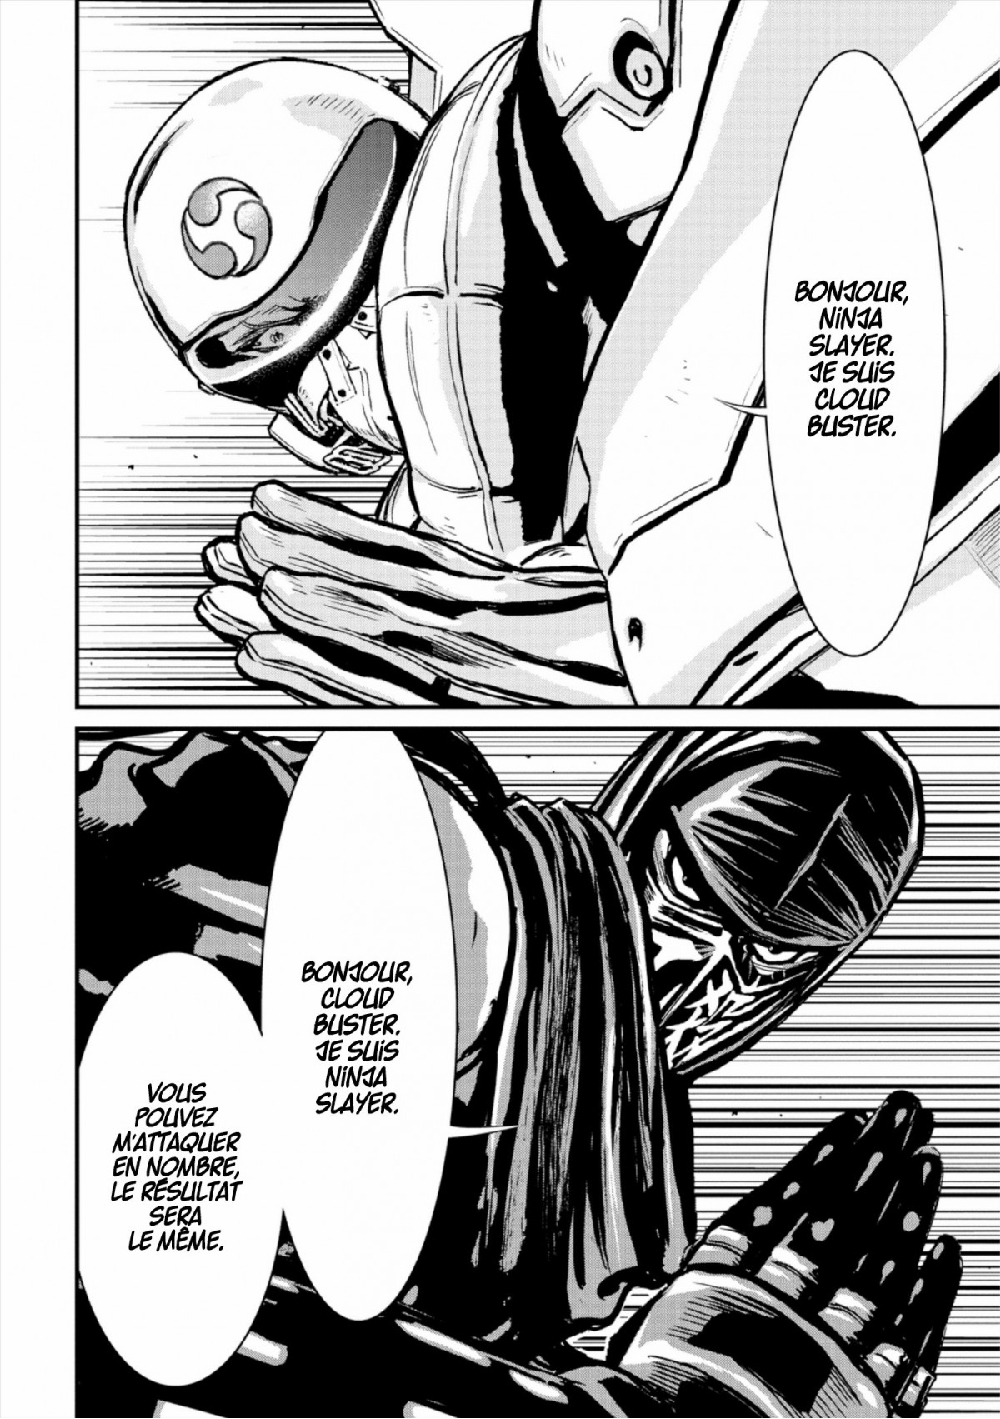 BONJOUR,
NINJA
SLAYER.
JE SUIS
CLOUD
BUSTER.
BONJOUR,
CLOUD
BUSTER.
JE SUIS
NINJA
SLAYER.
VOUS
POUVEZ
M'ATTAQUER
EN NOMBRE,
LE RÉSULTAT
SERA
LE MÊME.